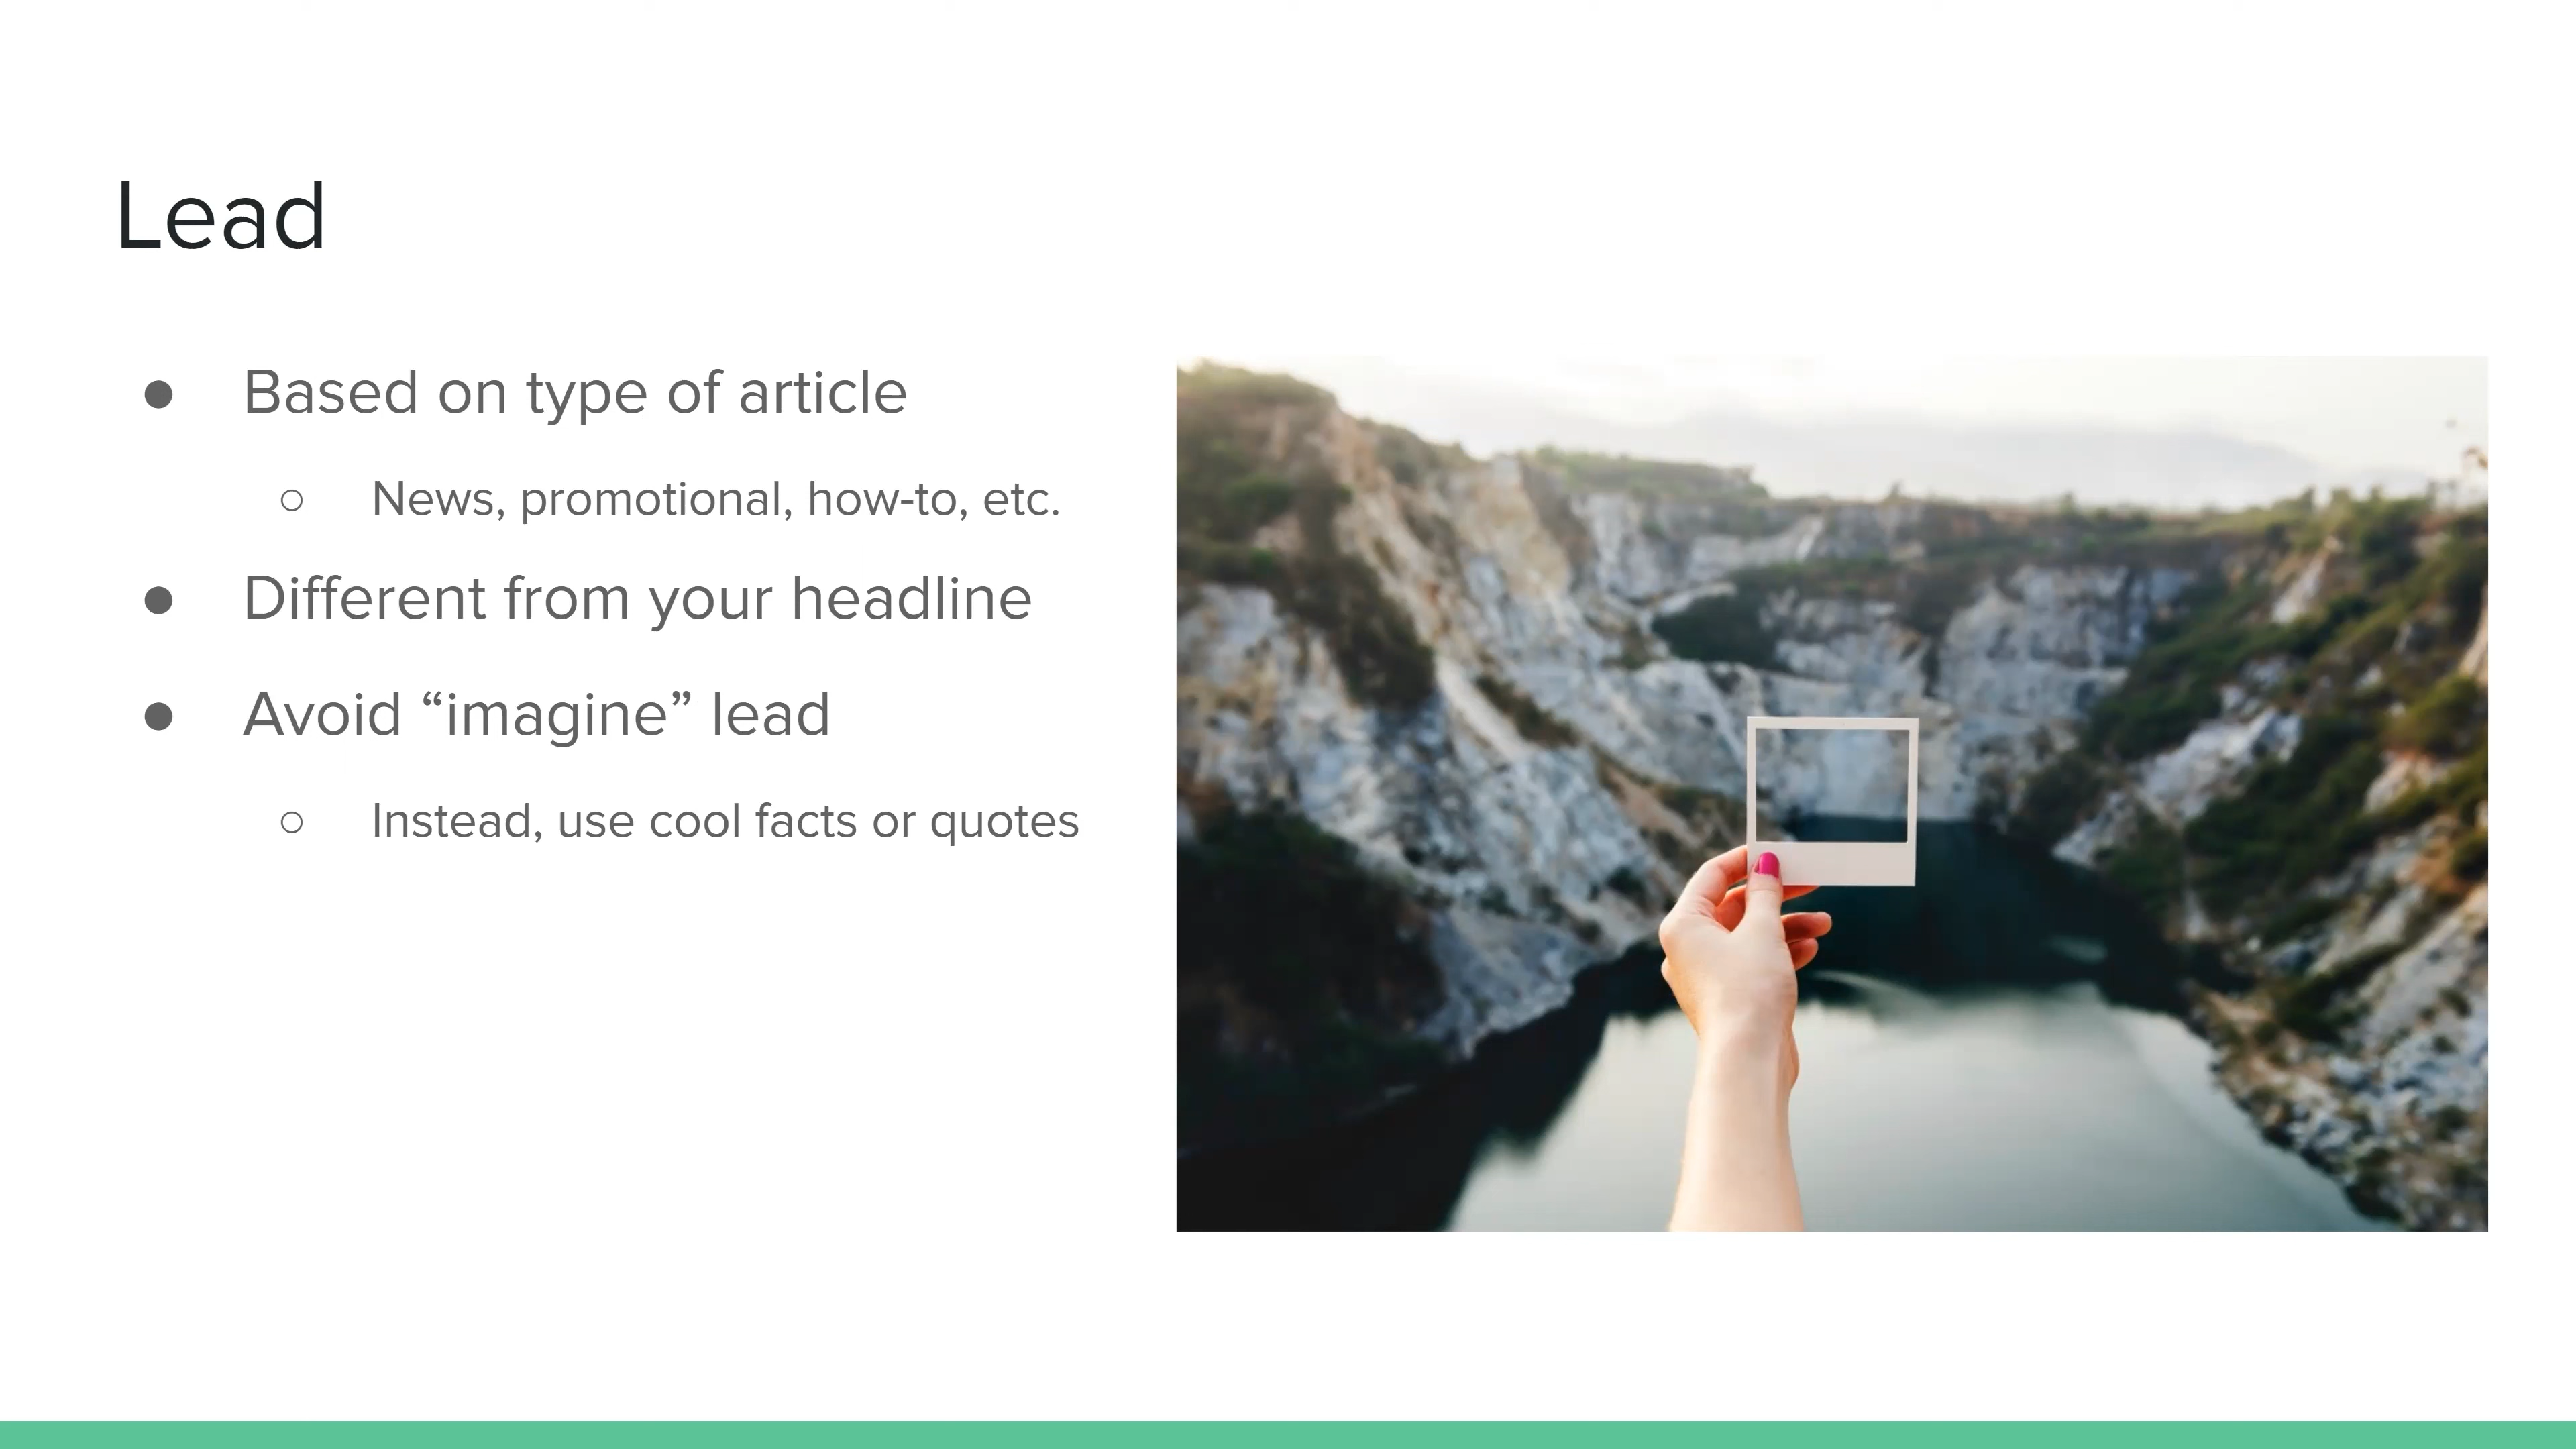 Lead
● Based on type of article
○ News, promotional, how-to, etc.
● Different from your headline
● Avoid “imagine” lead
○ Instead, use cool facts or quotes